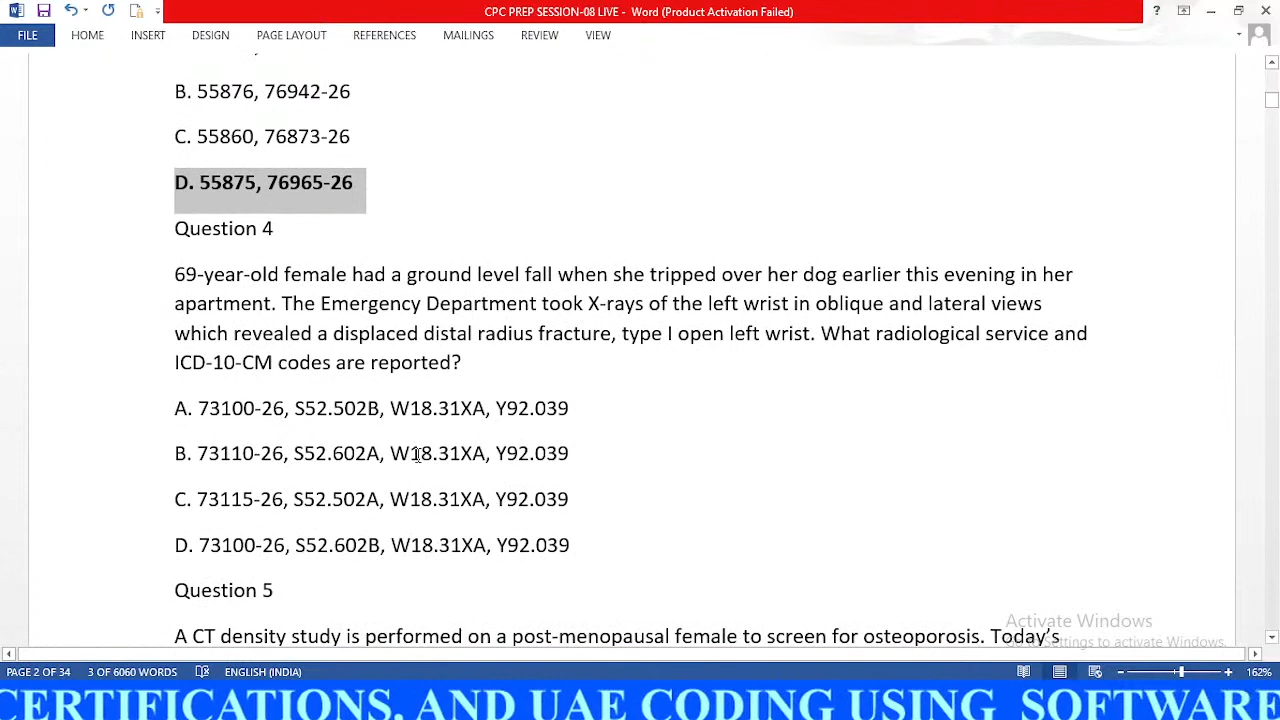 CPC PREP SESSION-08 LIVE - Word (Product Activation Failed)
FILE HOME INSERT DESIGN PAGE LAYOUT REFERENCES MAILINGS REVIEW VIEW
B. 55876, 76942-26
C. 55860, 76873-26
D. 55875, 76965-26
Question 4
69-year-old female had a ground level fall when she tripped over her dog earlier this evening in her
apartment. The Emergency Department took X-rays of the left wrist in oblique and lateral views
which revealed a displaced distal radius fracture, type I open left wrist. What radiological service and
ICD-10-CM codes are reported?
A. 73100-26, S52.502B, W18.31XA, Y92.039
B. 73110-26, S52.602A, W18.31XA, Y92.039
C. 73115-26, S52.502A, W18.31XA, Y92.039
D. 73100-26, S52.602B, W18.31XA, Y92.039
Question 5
A CT density study is performed on a post-menopausal female to screen for osteoporosis. Today's
Activate Windows
Go to Settings to activate Windows.
PAGE 2 OF 34 3 OF 6060 WORDS ENGLISH (INDIA) 162%
CERTIFICATIONS, AND UAE CODING USING SOFTWARE